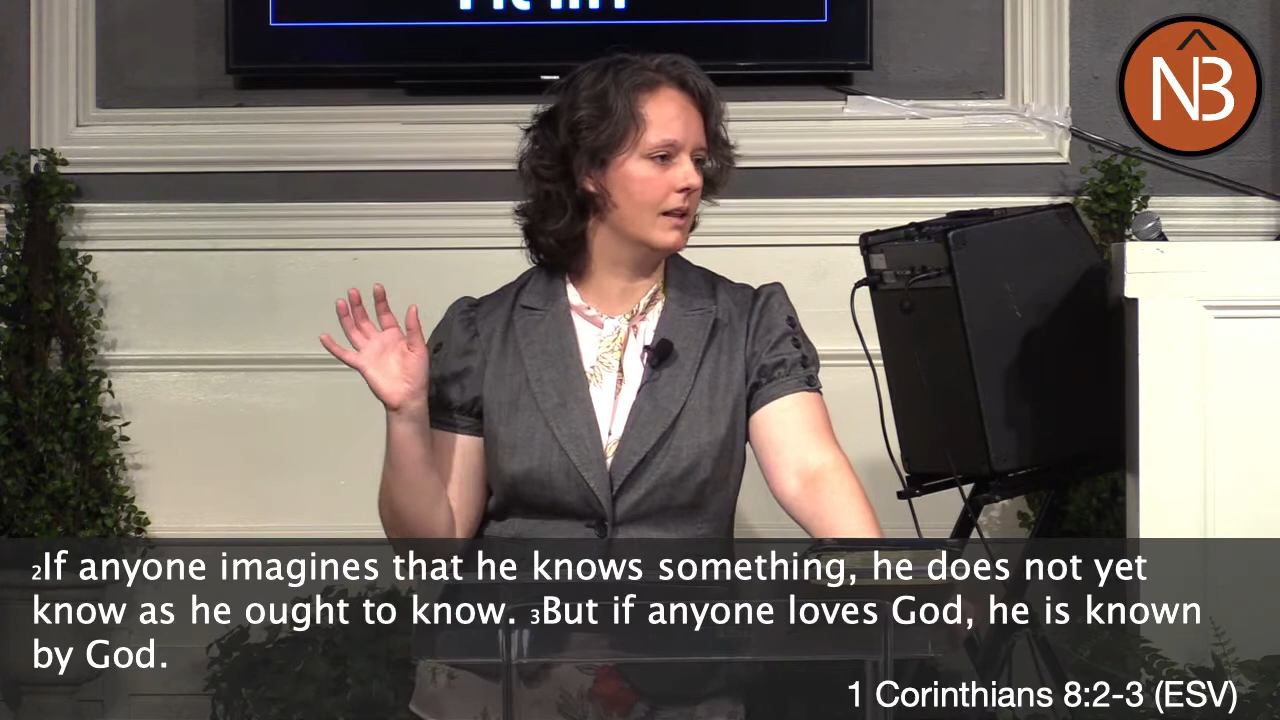 NB
TOSHIBA
2If anyone imagines that he knows something, he does not yet
know as he ought to know. 3But if anyone loves God, he is known
by God.
1 Corinthians 8:2-3 (ESV)